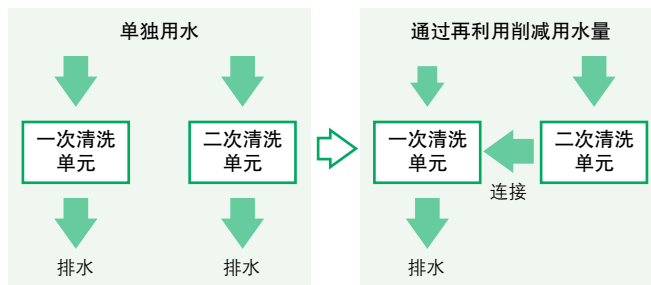 单独用水
一次清洗
单元
二次清洗
单元
排水
排水
通过再利用削减用水量
一次清洗
单元
二次清洗
单元
连接
排水